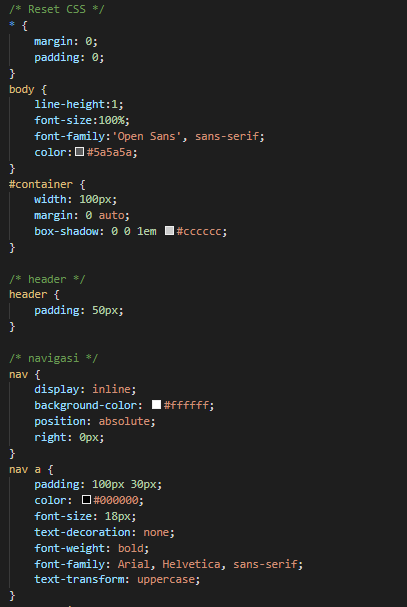 /* Reset CSS */
* {
    margin: 0;
    padding: 0;
}
body {
    line-height:1;
    font-size:100%;
    font-family:'Open Sans', sans-serif;
    color: #5a5a5a;
}
#container {
    width: 100px;
    margin: 0 auto;
    box-shadow: 0 0 1em #cccccc;
}

/* header */
header {
    padding: 50px;
}

/* navigasi */
nav {
    display: inline;
    background-color: #ffffff;
    position: absolute;
    right: 0px;
}
nav a {
    padding: 100px 30px;
    color: #000000;
    font-size: 18px;
    text-decoration: none;
    font-weight: bold;
    font-family: Arial, Helvetica, sans-serif;
    text-transform: uppercase;
}